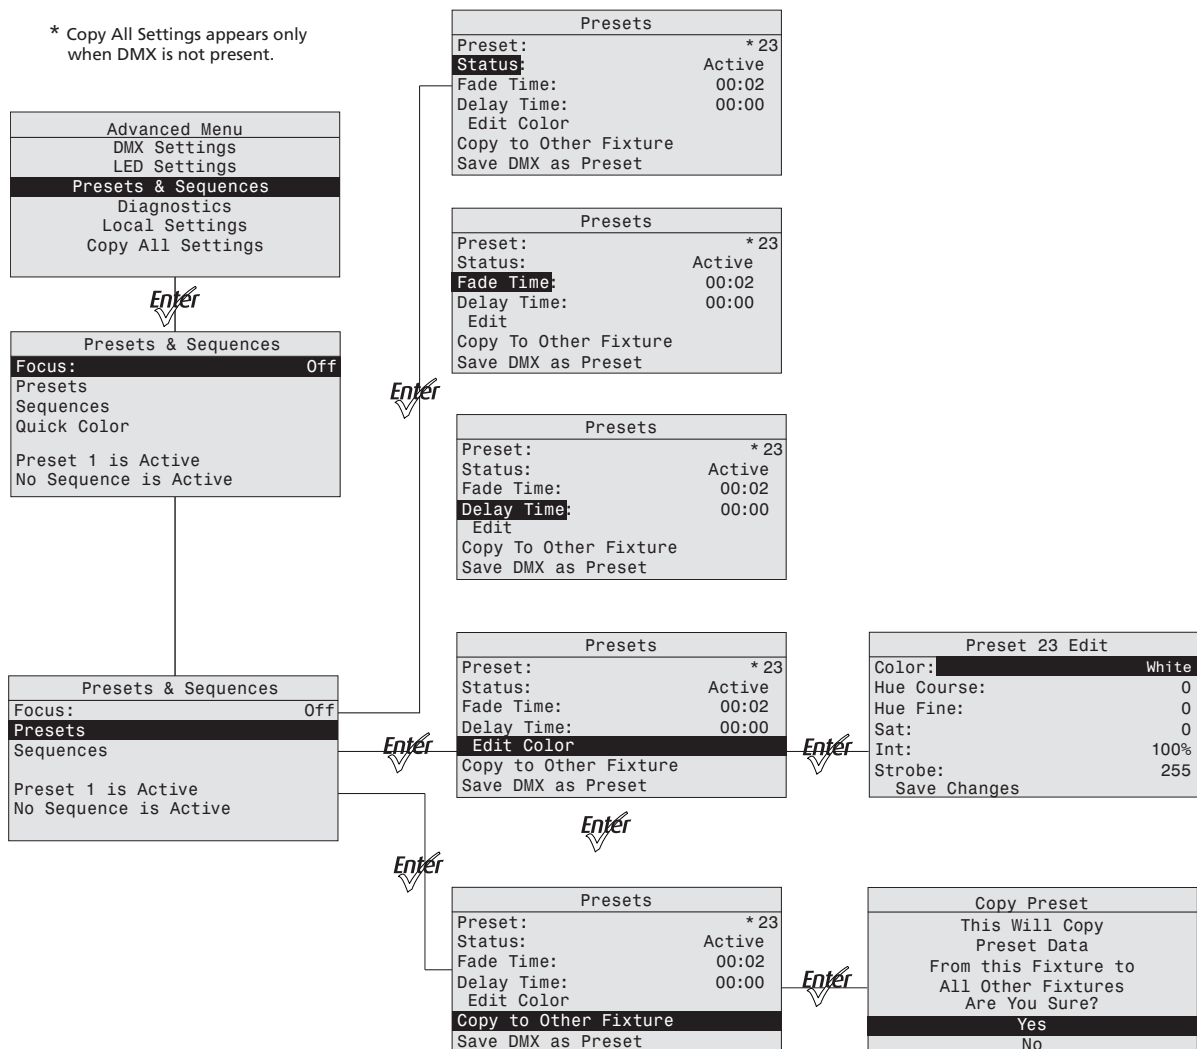 * Copy All Settings appears only
when DMX is not present.
Advanced Menu
DMX Settings
LED Settings
Presets & Sequences
Diagnostics
Local Settings
Copy All Settings
Enter
Presets & Sequences
Focus: Off
Presets
Sequences
Quick Color
Preset 1 is Active
No Sequence is Active
Presets & Sequences
Focus: Off
Presets
Sequences
Preset 1 is Active
No Sequence is Active
Enter
Presets
Preset: * 23
Status: Active
Fade Time: 00:02
Delay Time: 00:00
Edit Color
Copy to Other Fixture
Save DMX as Preset
Presets
Preset: * 23
Status: Active
Fade Time: 00:02
Delay Time: 00:00
Edit
Copy To Other Fixture
Save DMX as Preset
Presets
Preset: * 23
Status: Active
Fade Time: 00:02
Delay Time: 00:00
Edit
Copy To Other Fixture
Save DMX as Preset
Enter
Presets
Preset: * 23
Status: Active
Fade Time: 00:02
Delay Time: 00:00
Edit Color
Copy to Other Fixture
Save DMX as Preset
Enter
Preset 23 Edit
Color: White
Hue Course: 0
Hue Fine: 0
Sat: 0
Int: 100%
Strobe: 255
Save Changes
Enter
Enter
Presets
Preset: * 23
Status: Active
Fade Time: 00:02
Delay Time: 00:00
Edit Color
Copy to Other Fixture
Save DMX as Preset
Enter
Copy Preset
This Will Copy
Preset Data
From this Fixture to
All Other Fixtures
Are You Sure?
Yes
No